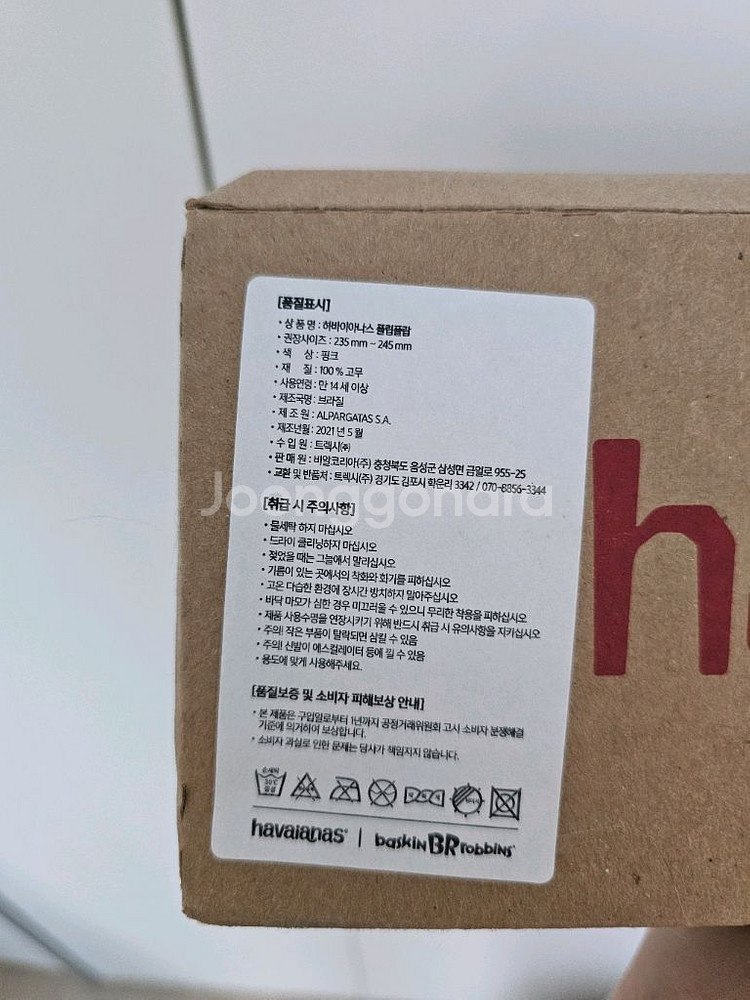 [품질표시]
• 상 품 명 : 하바이아나스 플립플랍
• 권장사이즈 : 235 mm ~ 245 mm
• 색 상 : 핑크
• 재 질 : 100 % 고무
• 사용연령 : 만 14 세 이상
• 제조국명 : 브라질
• 제 조 원 : ALPARGATAS S.A.
• 제조년월 : 2021 년 5 월
• 수 입 원 : 트렉시㈜
• 판 매 원 : 비알코리아(주) 충청북도 음성군 삼성면 금일로 955-25
• 교환 및 반품처 : 트렉시(주) 경기도 김포시 학운리 3342 / 070-8856-3344
Joonggonara
[취급 시 주의사항]
• 물세탁 하지 마십시오
• 드라이 클리닝하지 마십시오
• 젖었을 때는 그늘에서 말리십시오
• 기름이 있는 곳에서의 착화와 화기를 피하십시오
• 고온 다습한 환경에 장시간 방치하지 말아주십시오
• 바닥 마모가 심한 경우 미끄러울 수 있으니 무리한 착용을 피하십시오
• 제품 사용수명을 연장시키기 위해 반드시 취급 시 유의사항을 지키십시오
• 주의! 작은 부품이 탈락되면 삼킬 수 있음
• 주의! 신발이 에스컬레이터 등에 낄 수 있음
• 용도에 맞게 사용해주세요.
[품질보증 및 소비자 피해보상 안내]
• 본 제품은 구입일로부터 1년까지 공정거래위원회 고시 소비자 분쟁해결
기준에 의거하여 보상합니다.
• 소비자 과실로 인한 문제는 당사가 책임지지 않습니다.
손세탁
30℃
중성
havaianas | baskin BR robbins
h